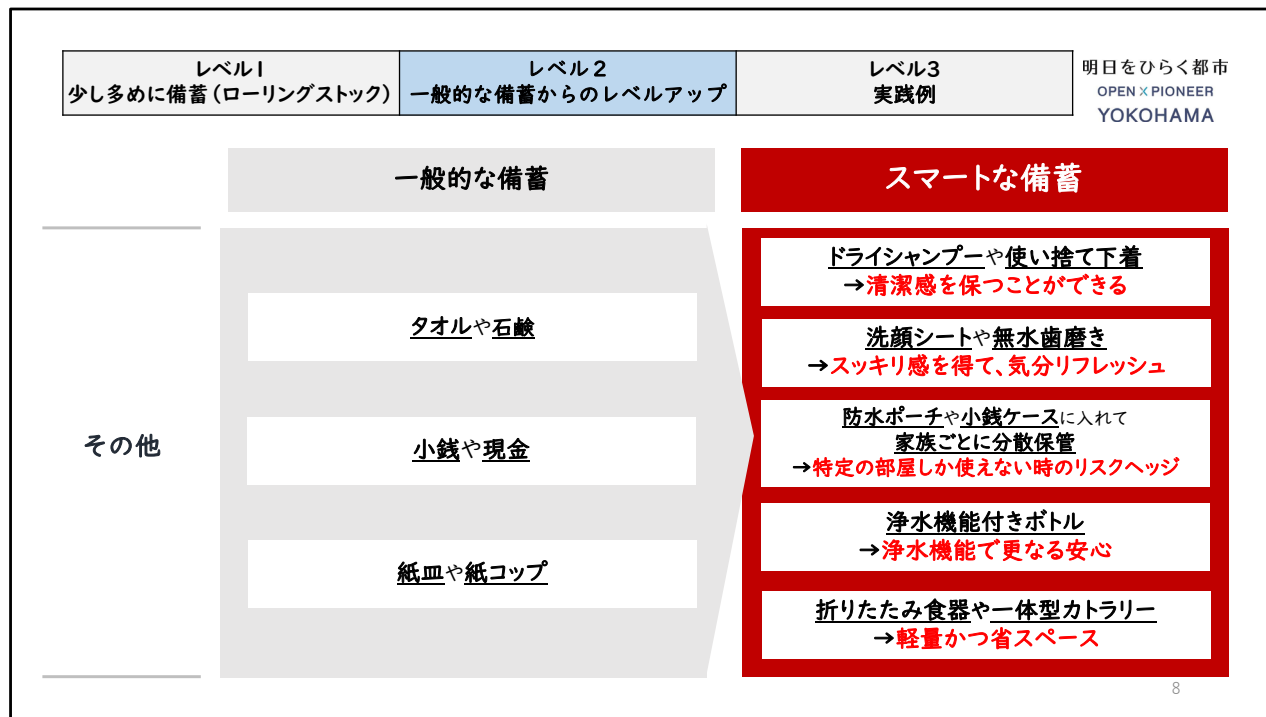 レベル1
少し多めに備蓄(ローリングストック)
レベル2
一般的な備蓄からのレベルアップ
レベル3
実践例
明日をひらく都市
OPEN X PIONEER
YOKOHAMA
一般的な備蓄
スマートな備蓄
その他
タオルや石鹸
小銭や現金
紙皿や紙コップ
ドライシャンプーや使い捨て下着
→清潔感を保つことができる
洗顔シートや無水歯磨き
→スッキリ感を得て、気分リフレッシュ
防水ポーチや小銭ケースに入れて
家族ごとに分散保管
→特定の部屋しか使えない時のリスクヘッジ
浄水機能付きボトル
→浄水機能で更なる安心
折りたたみ食器や一体型カトラリー
→軽量かつ省スペース
8